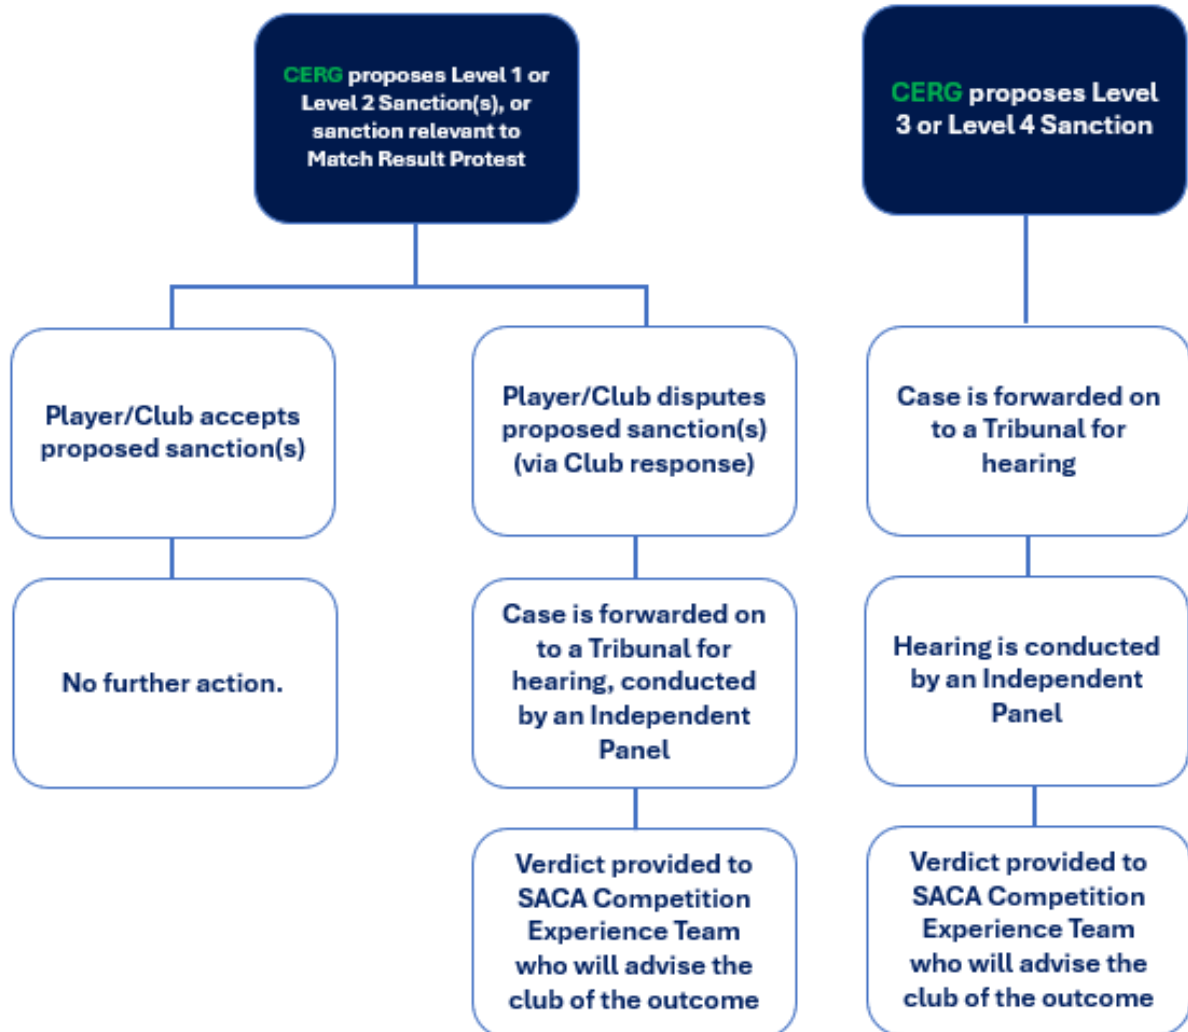 CERG proposes Level 1 or
Level 2 Sanction(s), or
sanction relevant to
Match Result Protest
CERG proposes Level
3 or Level 4 Sanction
Player/Club accepts
proposed sanction(s)
Player/Club disputes
proposed sanction(s)
(via Club response)
Case is forwarded on
to a Tribunal for
hearing
No further action.
Case is forwarded on
to a Tribunal for
hearing, conducted
by an Independent
Panel
Hearing is conducted
by an Independent
Panel
Verdict provided to
SACA Competition
Experience Team
who will advise the
club of the outcome
Verdict provided to
SACA Competition
Experience Team
who will advise the
club of the outcome